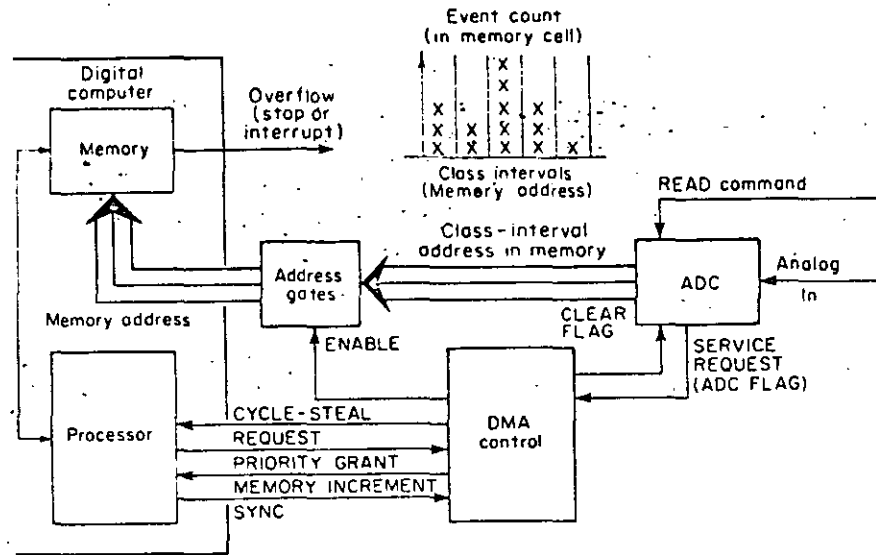 Event count
(in memory cell)
Digital
computer
Overflow
(stop or
interrupt)
Memory
X
X
X X X
X X X X
X X X X X
Class intervals
(Memory address)
READ command
Class-interval
address in memory
Address
gates
ADC
Analog
In
Memory address
ENABLE
CLEAR
FLAG
SERVICE
REQUEST
(ADC FLAG)
Processor
CYCLE-STEAL
REQUEST
PRIORITY GRANT
MEMORY INCREMENT
SYNC
DMA
control